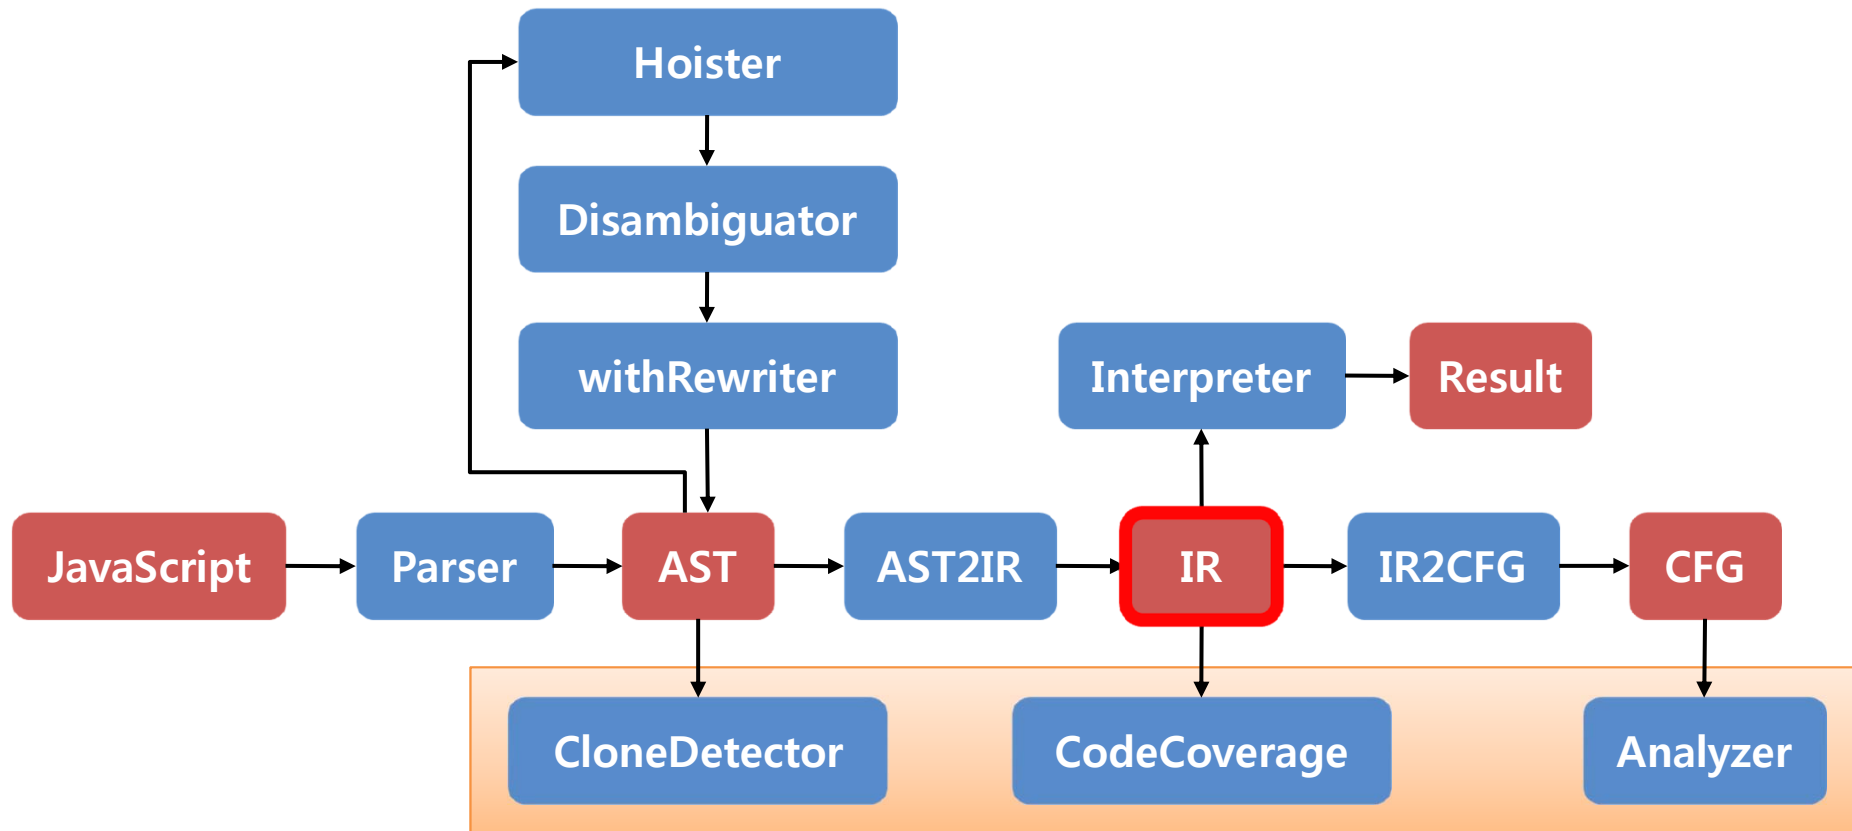 Hoister
Disambiguator
withRewriter
Interpreter
Result
JavaScript
Parser
AST
AST2IR
IR
IR2CFG
CFG
CloneDetector
CodeCoverage
Analyzer